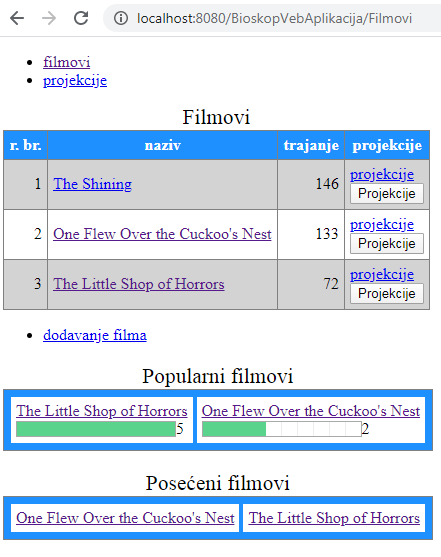 localhost:8080/BioskopVebAplikacija/Filmovi
filmovi
projekcije
Filmovi
r. br. naziv trajanje projekcije
1 The Shining 146 projekcije
Projekcije
2 One Flew Over the Cuckoo's Nest 133 projekcije
Projekcije
3 The Little Shop of Horrors 72 projekcije
Projekcije
dodavanje filma
Popularni filmovi
The Little Shop of Horrors One Flew Over the Cuckoo's Nest
5 2
Posećeni filmovi
One Flew Over the Cuckoo's Nest The Little Shop of Horrors